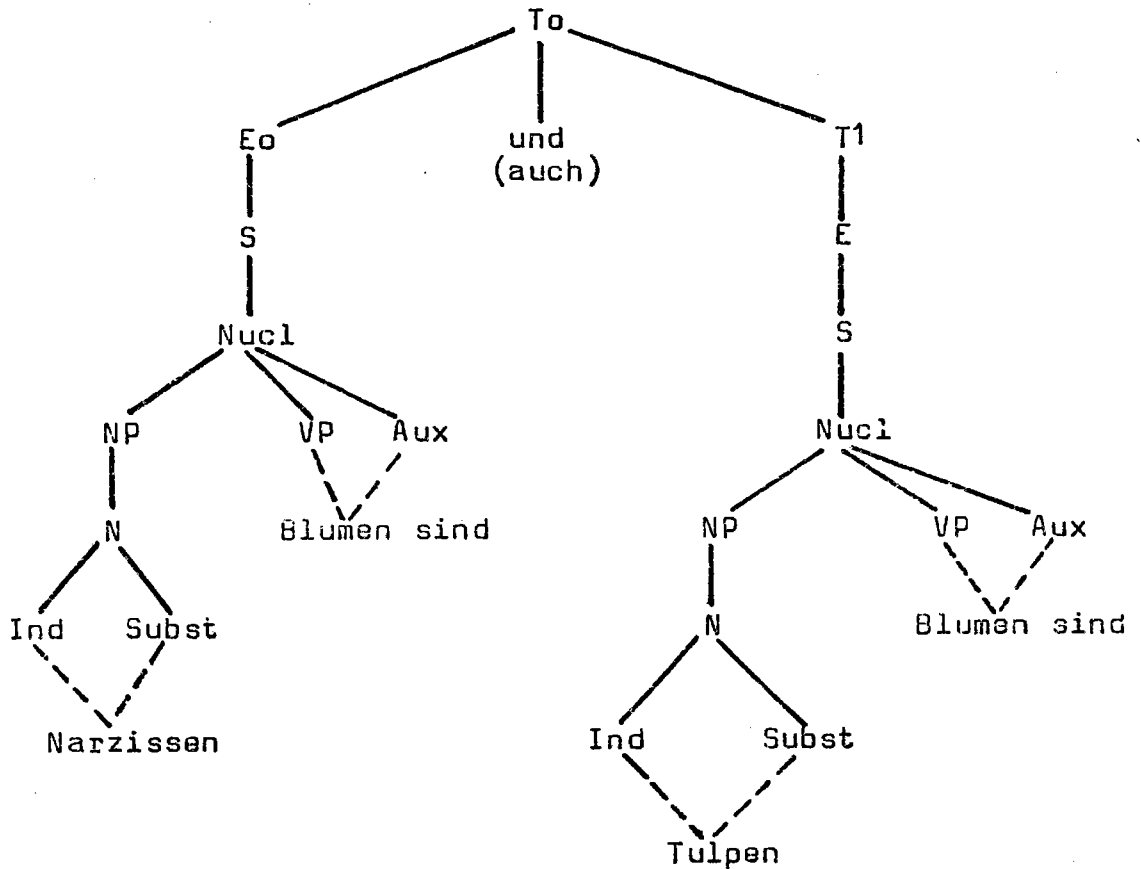 To
Eo und T1
(auch)
S E
Nucl S
NP VP Aux Nucl
N Blumen sind NP VP Aux
Ind Subst N Blumen sind
Narzissen Ind Subst
Tulpen